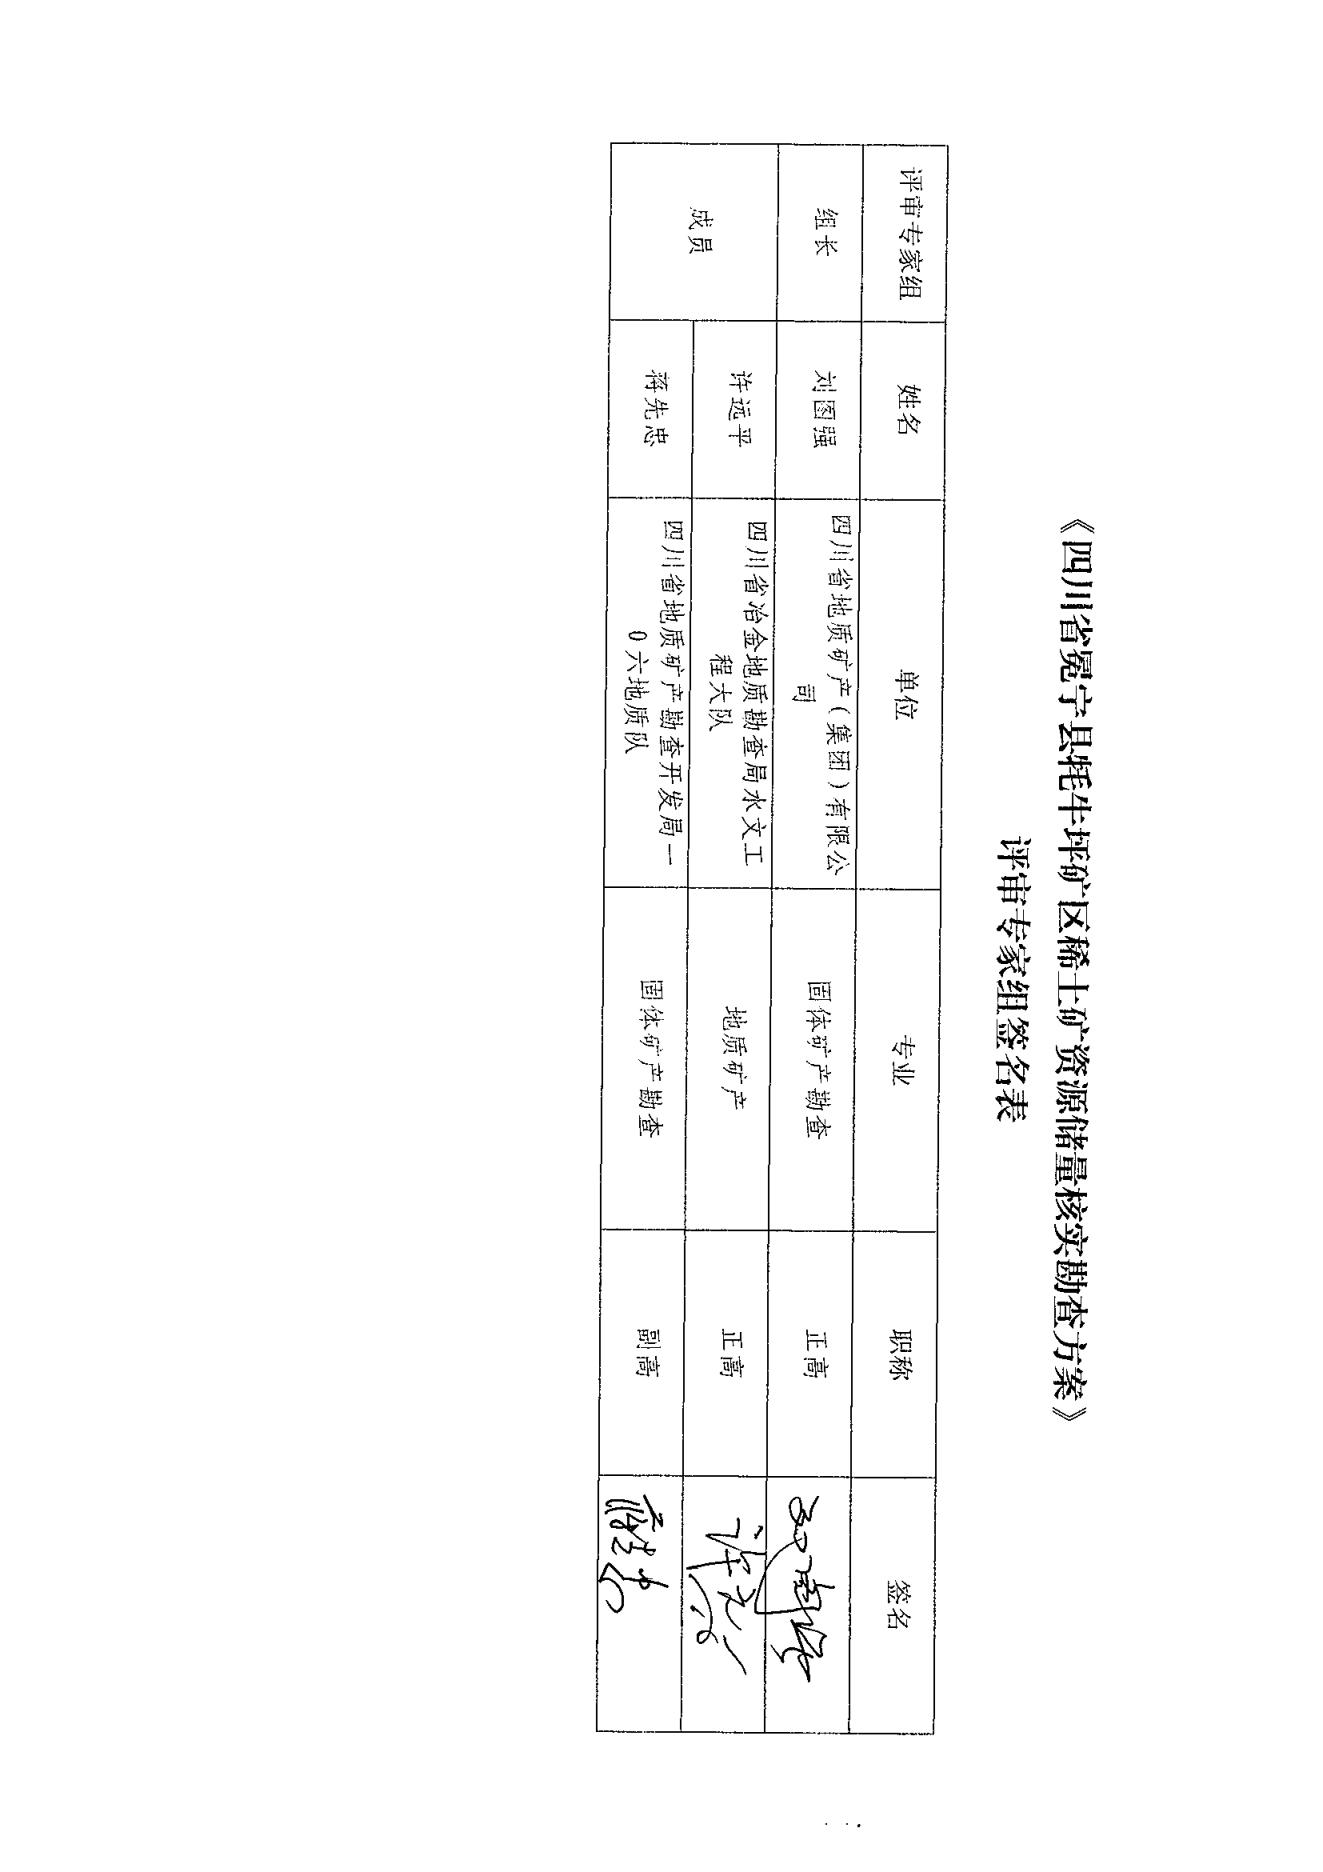 《四川省冕宁县牦牛坪矿区稀土矿资源储量核实勘查方案》
评审专家组签名表
评审专家组 姓名 单位 专业 职称 签名
组长 刘图强 四川省地质矿产（集团）有限公
司 固体矿产勘查 正高
成员 许远平 四川省冶金地质勘查局水文工
程大队 地质矿产 正高 许远平
蒋先忠 四川省地质矿产勘查开发局一
0六地质队 固体矿产勘查 副高 蒋先忠